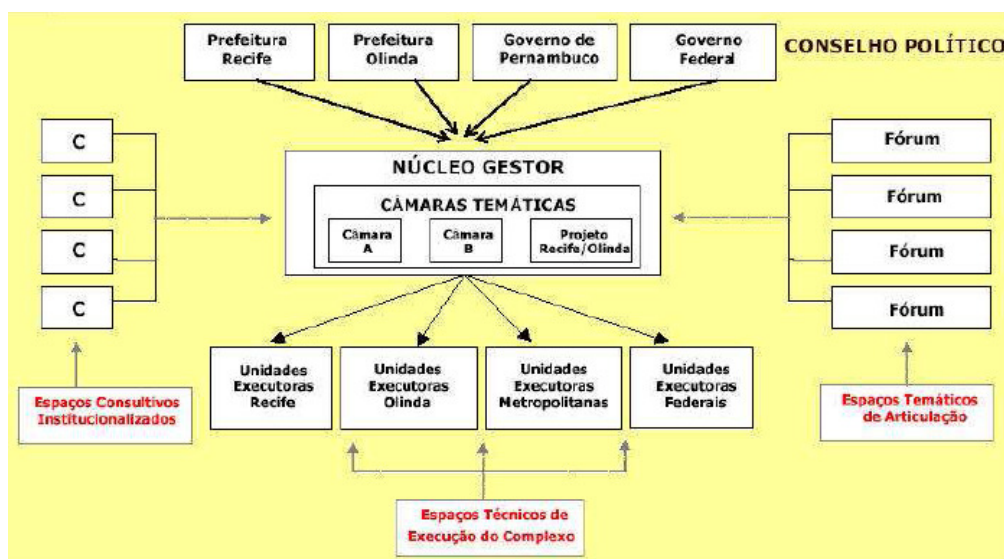 Prefeitura
Recife
Prefeitura
Olinda
Governo de
Pernambuco
Governo
Federal
CONSELHO POLÍTICO
C
C
C
C
NÚCLEO GESTOR
CÂMARAS TEMÁTICAS
Câmara
A
Câmara
B
Projeto
Recife/Olinda
Fórum
Fórum
Fórum
Fórum
Unidades
Executoras
Recife
Unidades
Executoras
Olinda
Unidades
Executoras
Metropolitanas
Unidades
Executoras
Federais
Espaços Consultivos
Institucionalizados
Espaços Temáticos
de Articulação
Espaços Técnicos de
Execução do Complexo